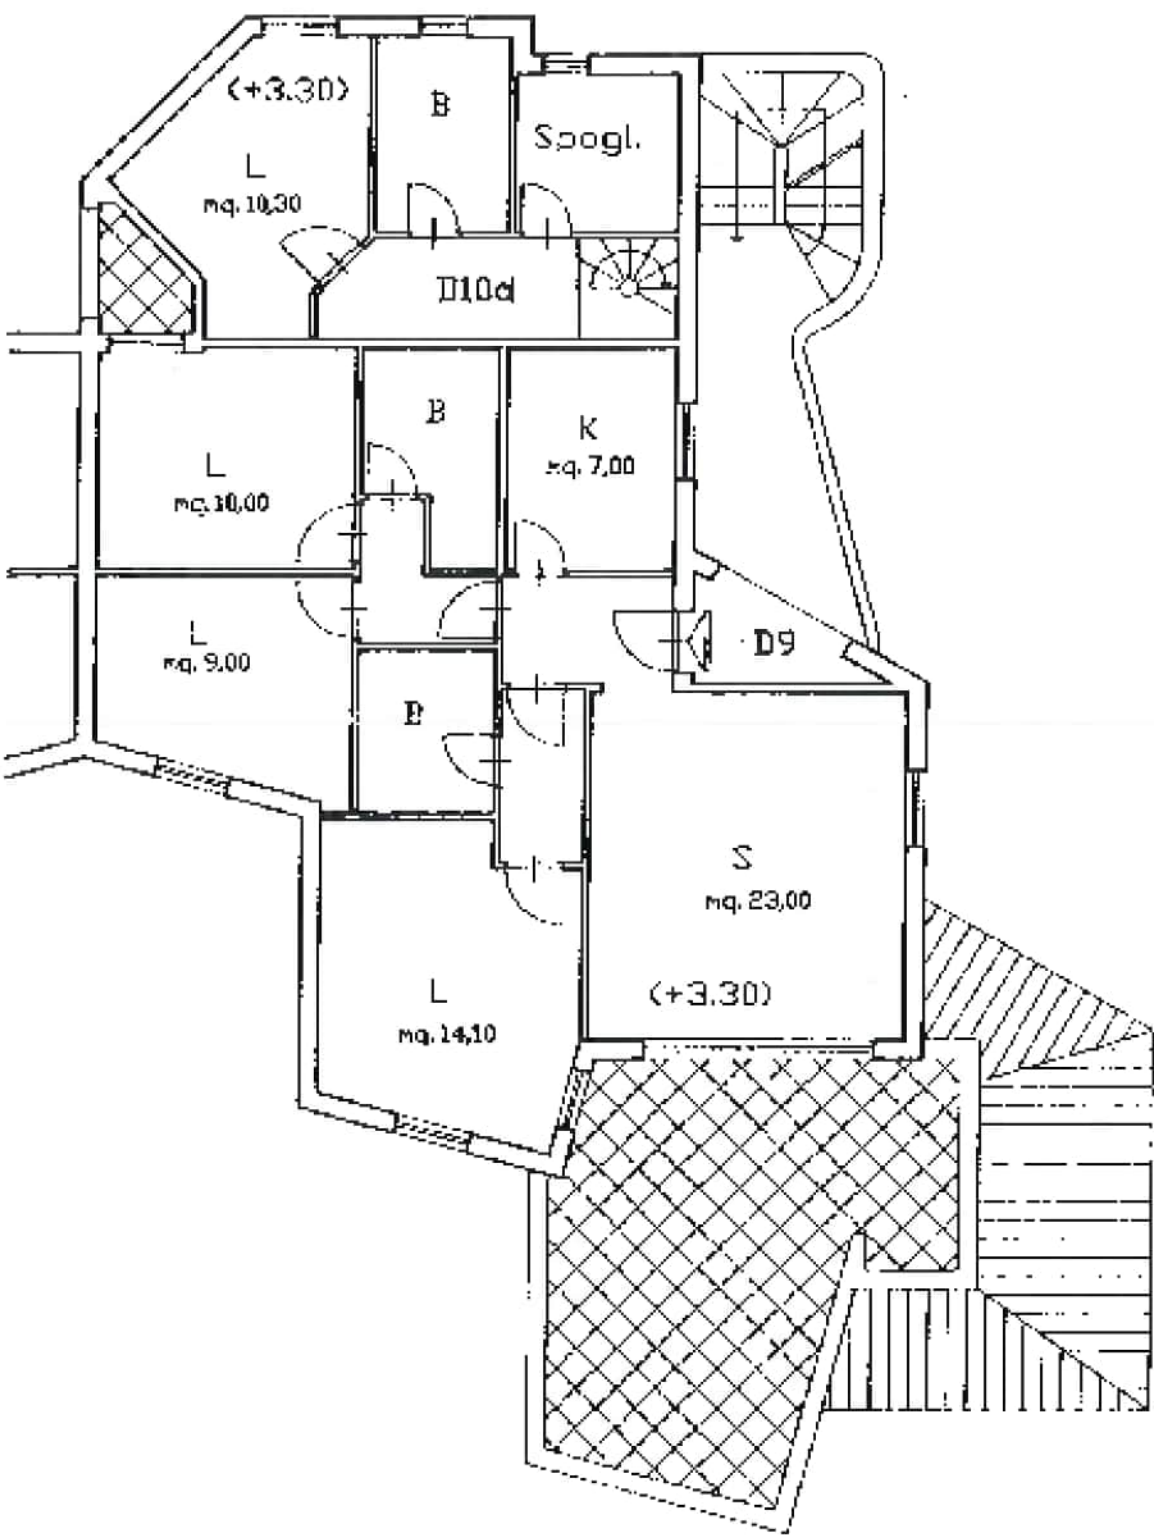 (+3.30)
B
Spogl.
L
mq. 10,30
D10a
B
K
mq. 7,00
L
mq. 10,00
L
mq. 9,00
D9
B
S
mq. 23,00
L
mq. 14,10
(+3.30)